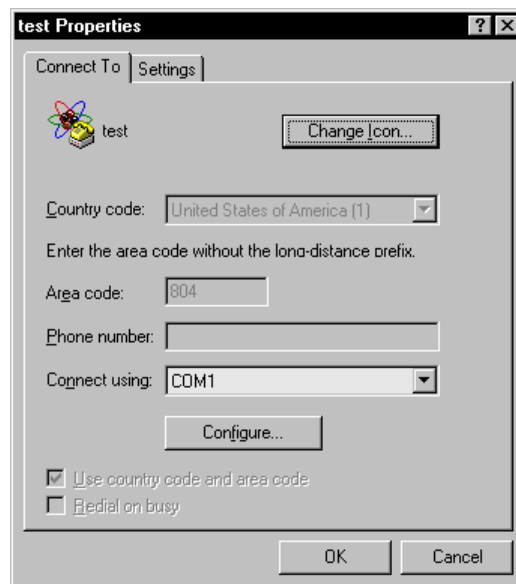 test Properties
Connect To
Settings
test
Change Icon...
Country code:
United States of America (1)
Enter the area code without the long-distance prefix.
Area code:
804
Phone number:
Connect using:
COM1
Configure...
Use country code and area code
Redial on busy
OK
Cancel